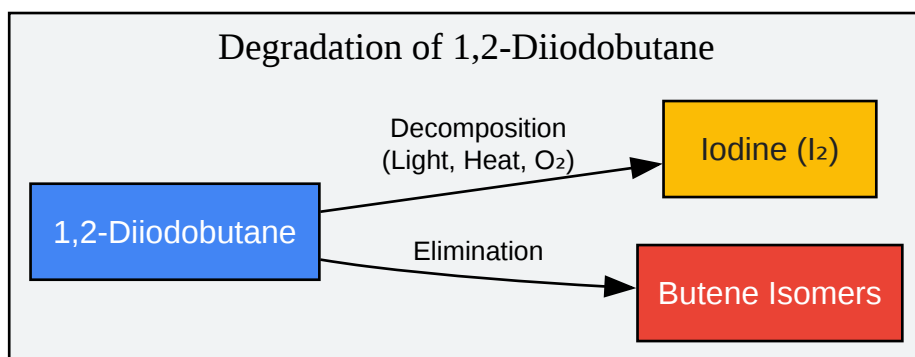 Degradation of 1,2-Diiodobutane
Decomposition
(Light, Heat, O₂)
Iodine (I₂)
1,2-Diiodobutane
Elimination
Butene Isomers